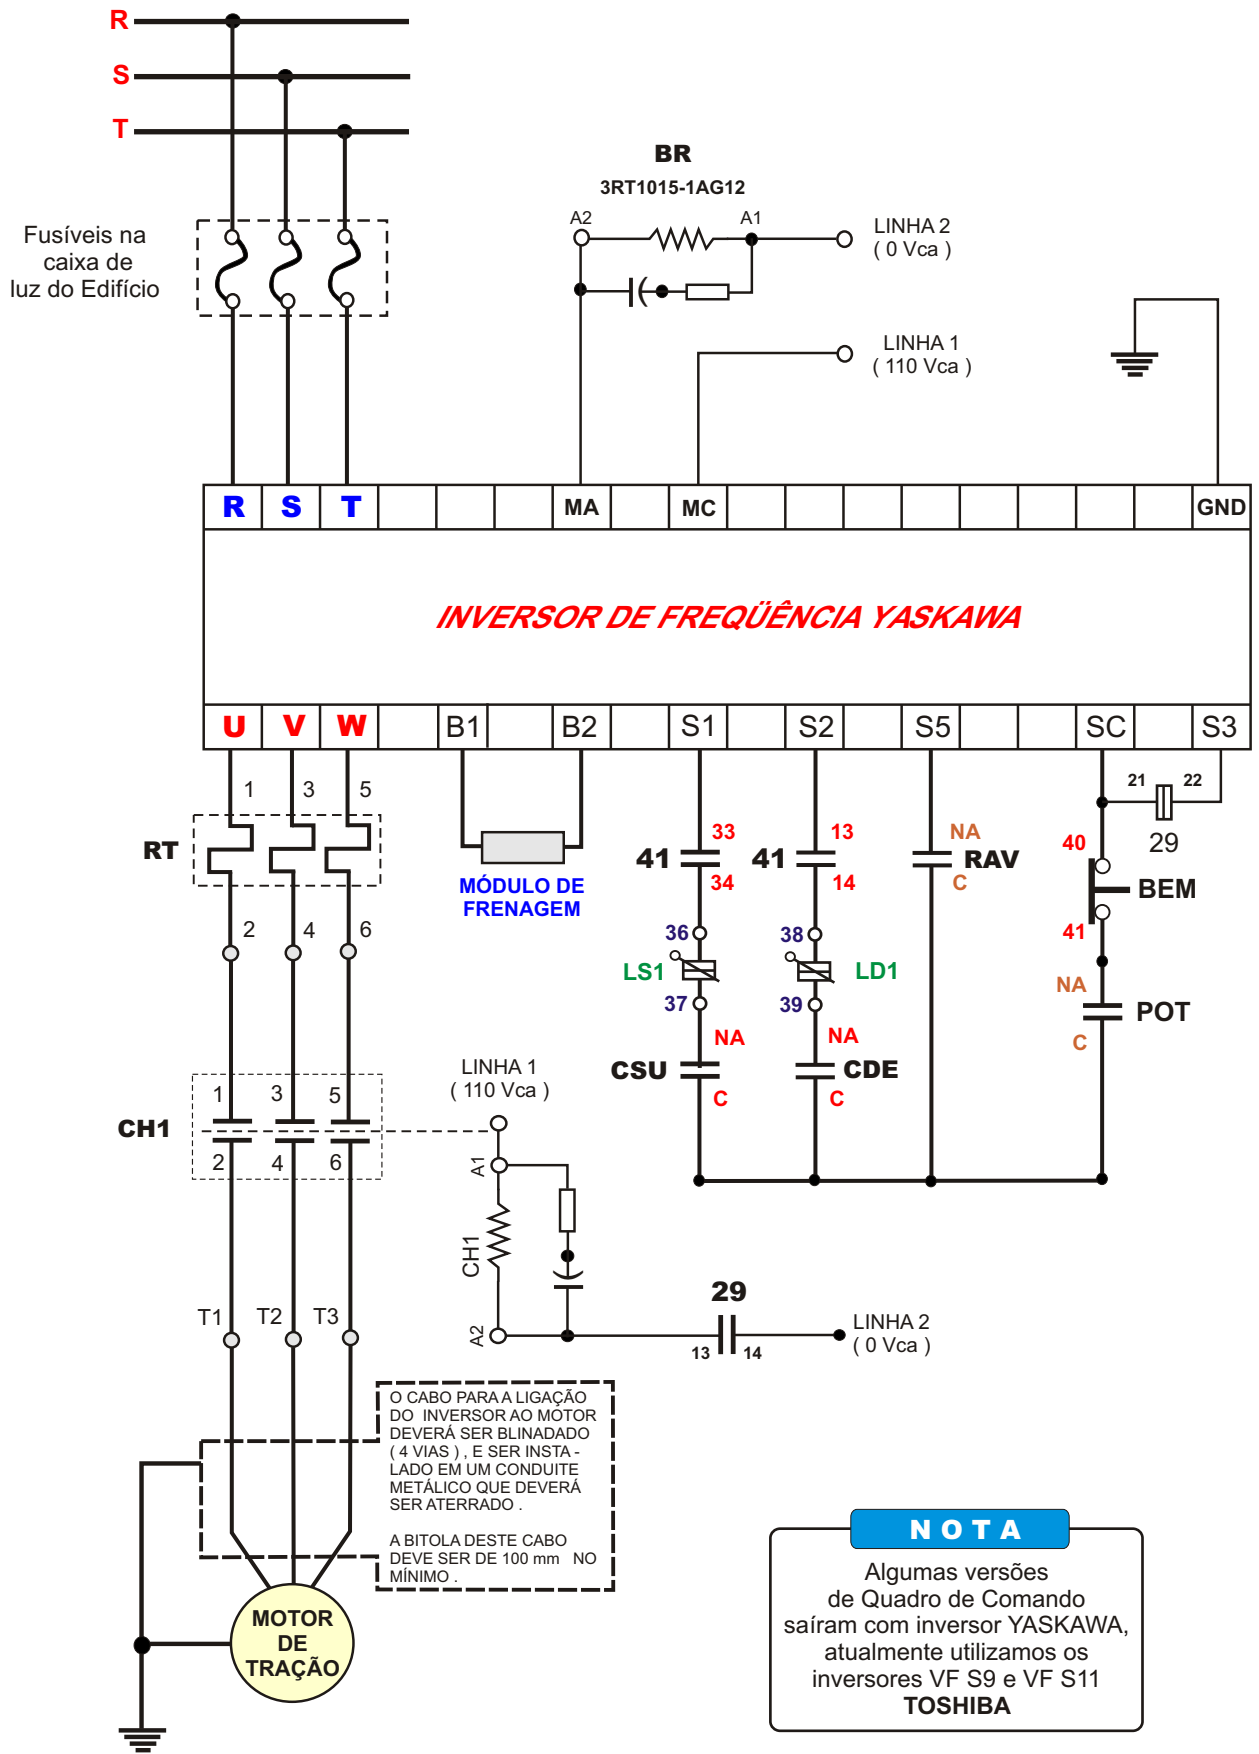 R
S
T
Fusíveis na
caixa de
luz do Edifício
BR
3RT1015-1AG12
A2
A1
LINHA 2
( 0 Vca )
LINHA 1
( 110 Vca )
R S T MA MC GND
INVERSOR DE FREQÜÊNCIA YASKAWA
U V W B1 B2 S1 S2 S5 SC S3
1 3 5
RT
2 4 6
MÓDULO DE
FRENAGEM
41
33
34
36
LS1
37
NA
CSU
C
41
13
14
38
LD1
39
NA
CDE
C
NA
RAV
C
21 22
29
40
BEM
41
NA
POT
C
CH1
1 3 5
2 4 6
LINHA 1
( 110 Vca )
A1
CH1
A2
29
13 14
LINHA 2
( 0 Vca )
T1 T2 T3
O CABO PARA A LIGAÇÃO
DO INVERSOR AO MOTOR
DEVERÁ SER BLINADADO
( 4 VIAS ) , E SER INSTA -
LADO EM UM CONDUITE
METÁLICO QUE DEVERÁ
SER ATERRADO .
A BITOLA DESTE CABO
DEVE SER DE 100 mm NO
MÍNIMO .
MOTOR
DE
TRAÇÃO
NOTA
Algumas versões
de Quadro de Comando
saíram com inversor YASKAWA,
atualmente utilizamos os
inversores VF S9 e VF S11
TOSHIBA